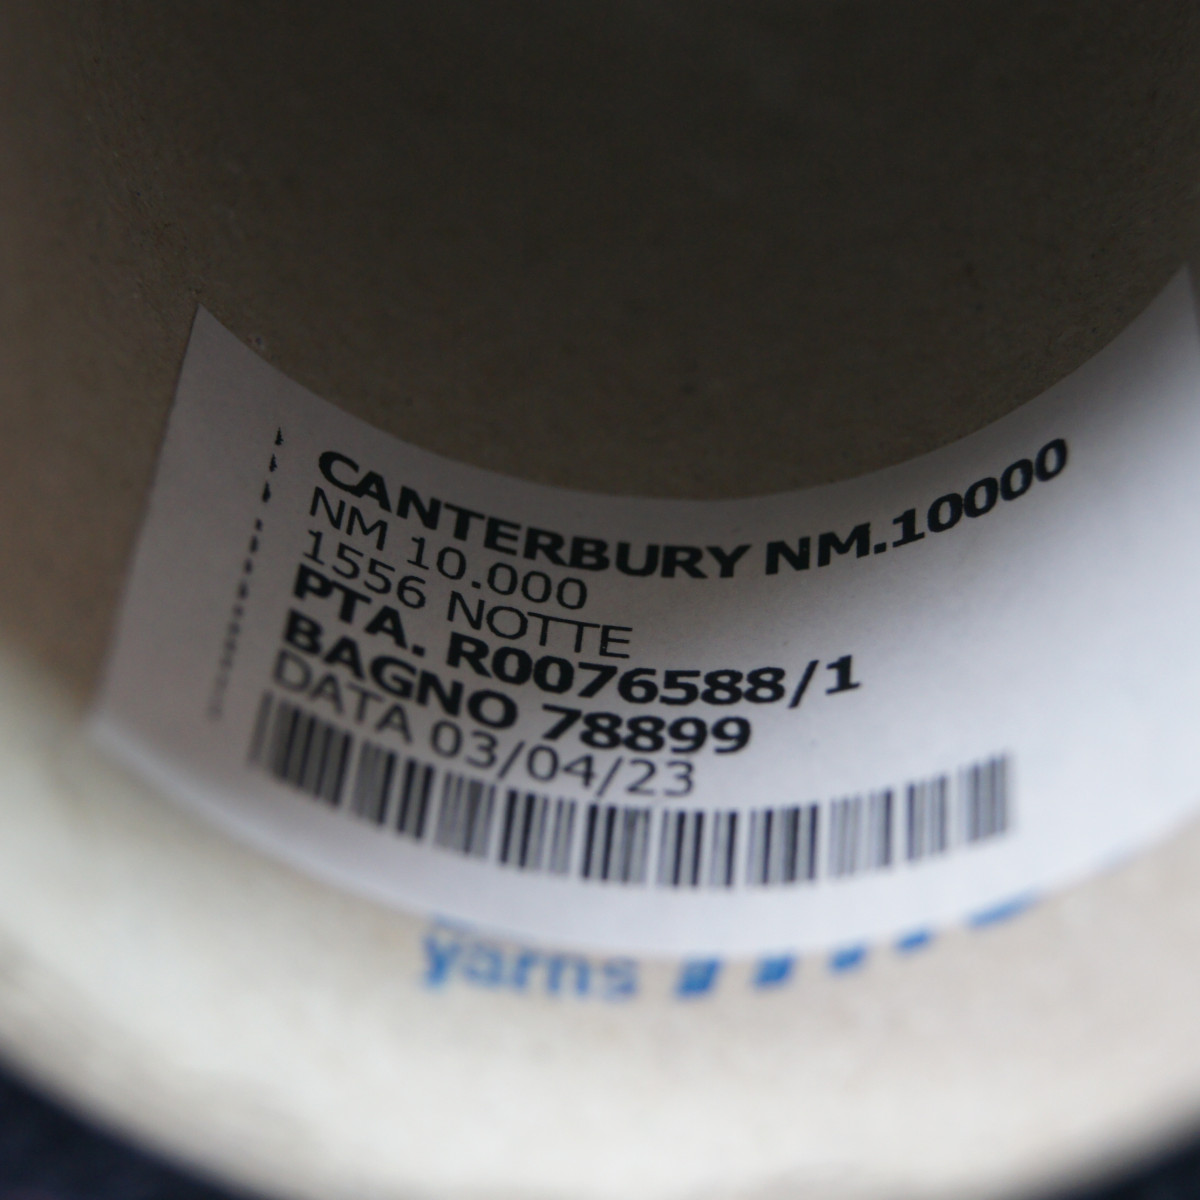 CANTERBURY NM.10000
NM 10.000
1556 NOTTE
PTA. R0076588/1
BAGNO 78899
DATA 03/04/23
yarns